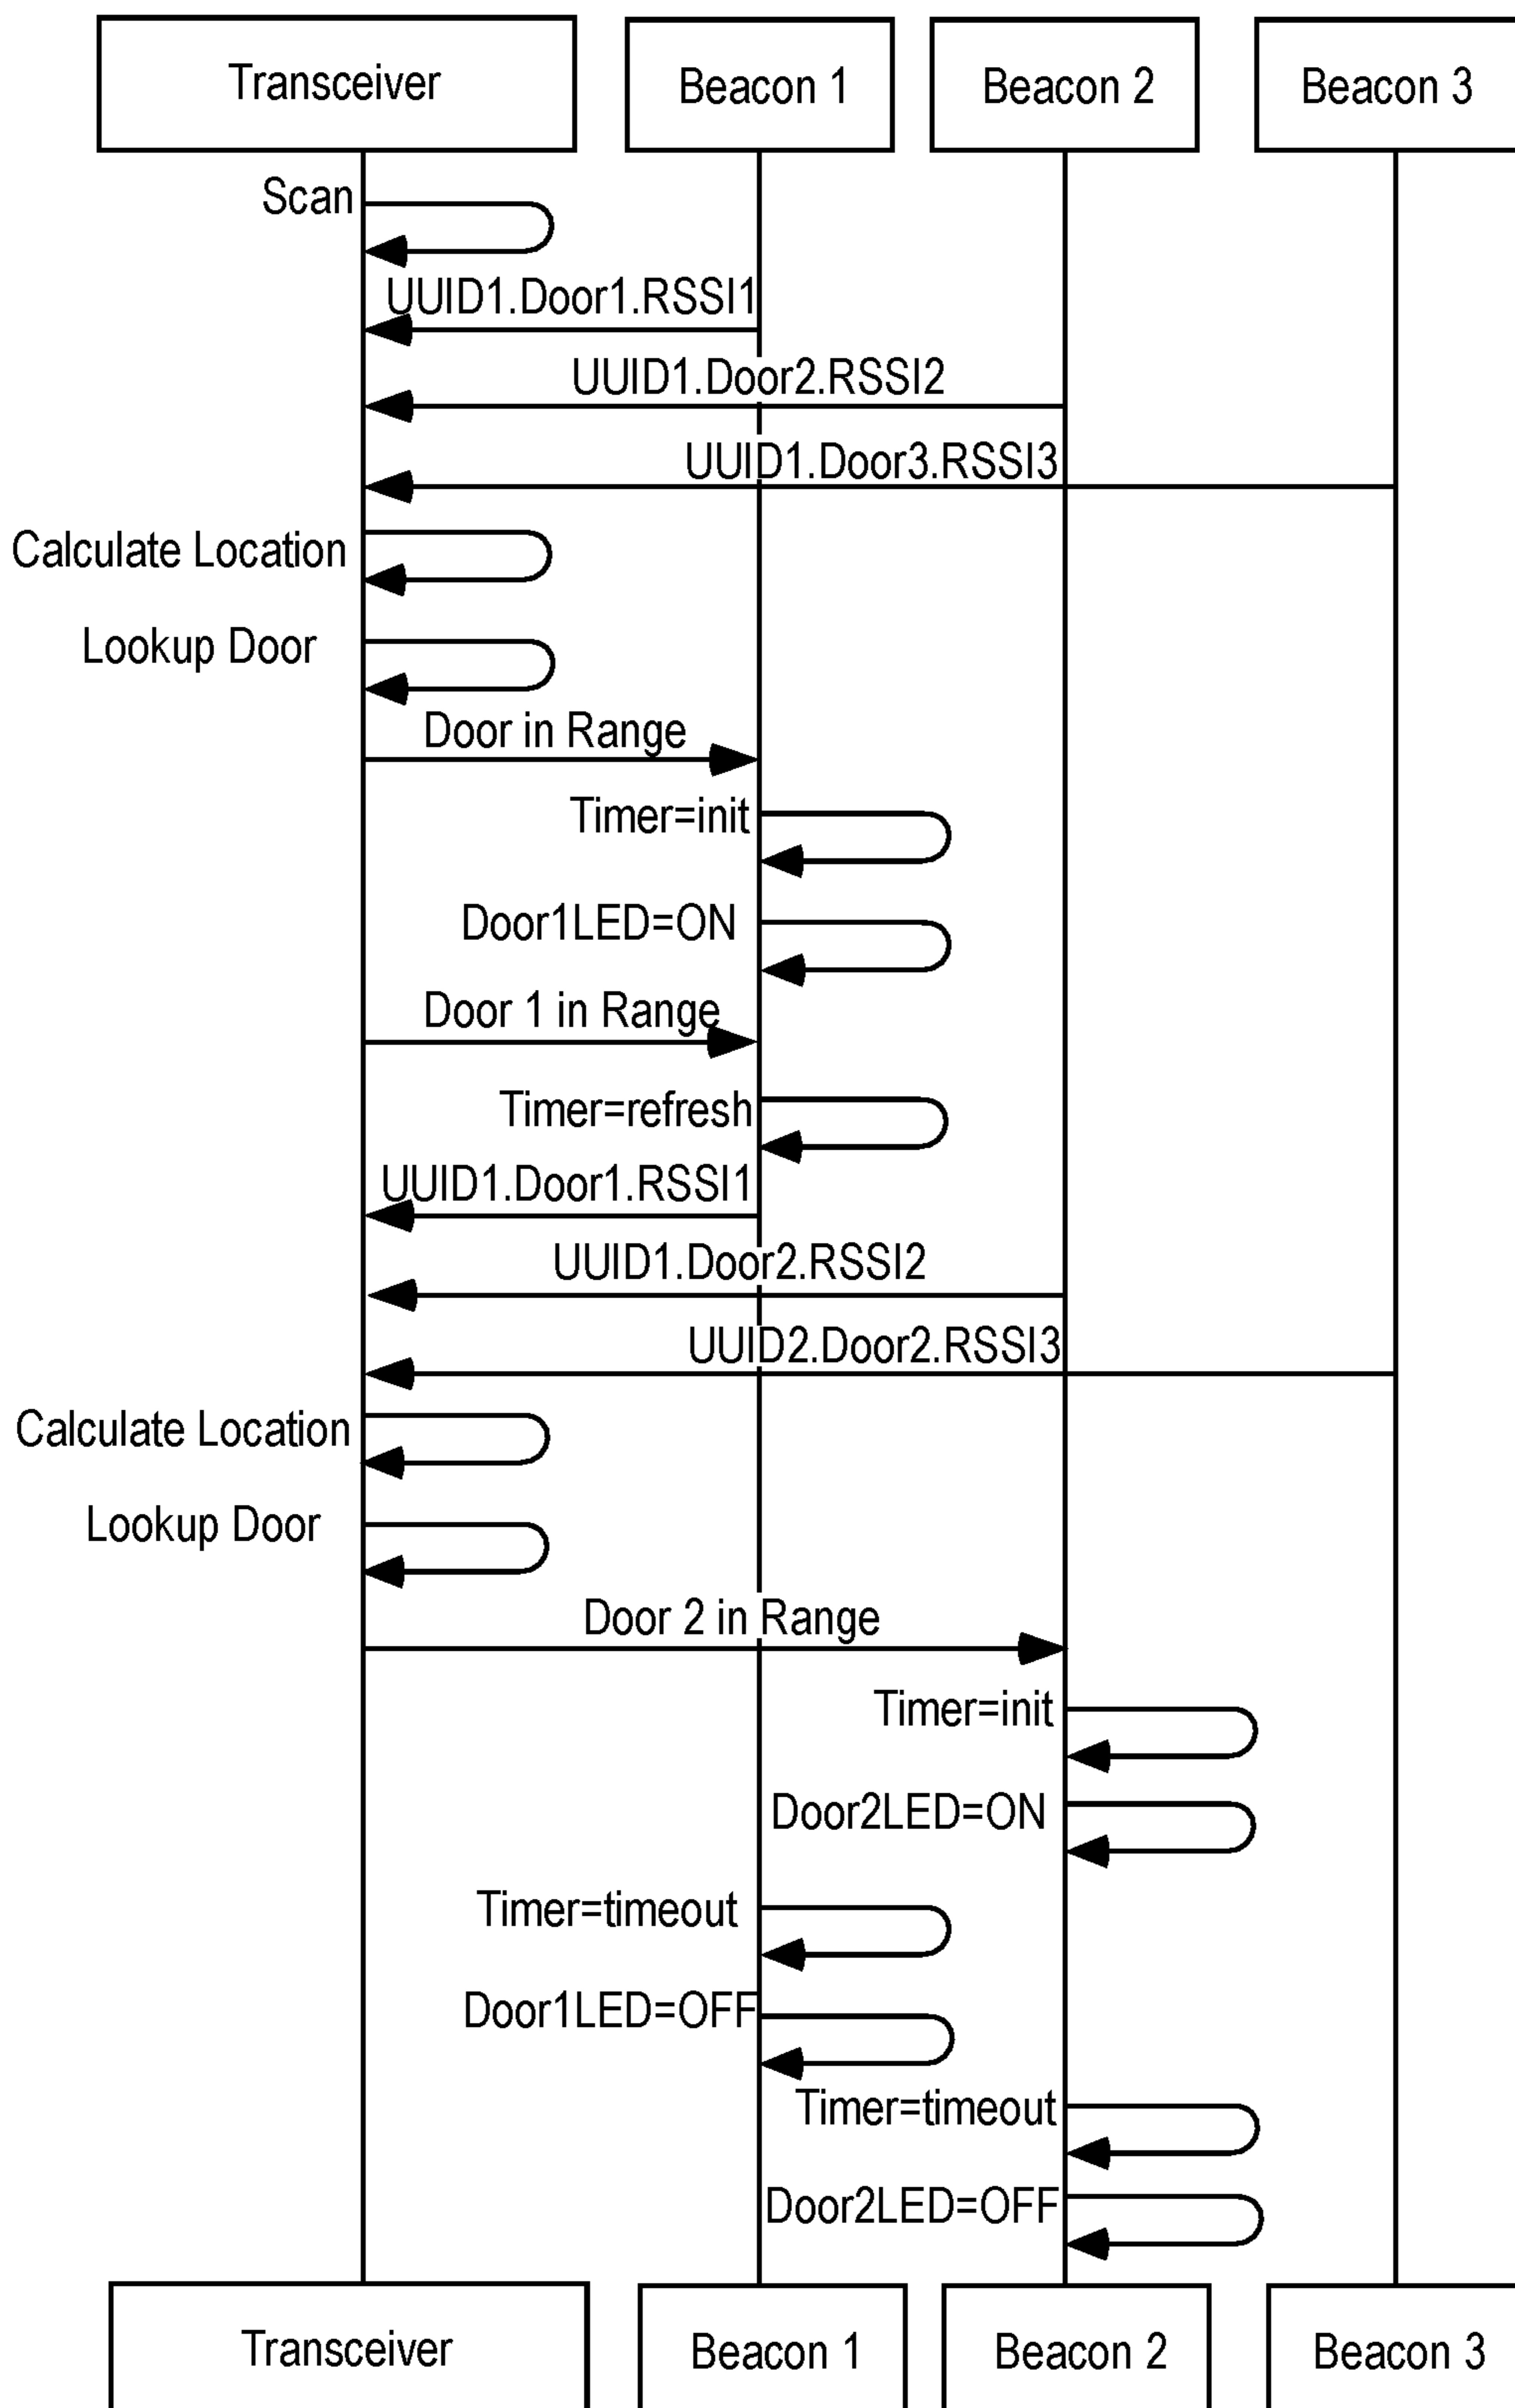 Transceiver
Beacon 1
Beacon 2
Beacon 3
Scan
UUID1.Door1.RSSI1
UUID1.Door2.RSSI2
UUID1.Door3.RSSI3
Calculate Location
Lookup Door
Door in Range
Timer=init
Door1LED=ON
Door 1 in Range
Timer=refresh
UUID1.Door1.RSSI1
UUID1.Door2.RSSI2
UUID2.Door2.RSSI3
Calculate Location
Lookup Door
Door 2 in Range
Timer=init
Door2LED=ON
Timer=timeout
Door1LED=OFF
Timer=timeout
Door2LED=OFF
Transceiver
Beacon 1
Beacon 2
Beacon 3